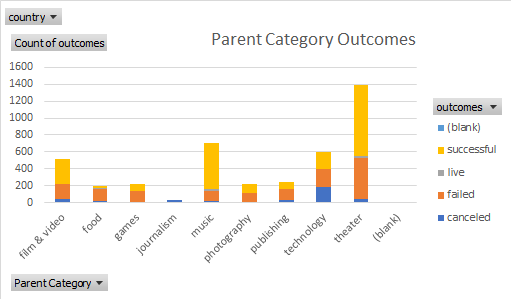 country
Count of outcomes
Parent Category Outcomes
1600
1400
1200
1000
800
600
400
200
0
film & video
food
games
journalism
music
photography
publishing
technology
theater
(blank)
outcomes
(blank)
successful
live
failed
canceled
Parent Category